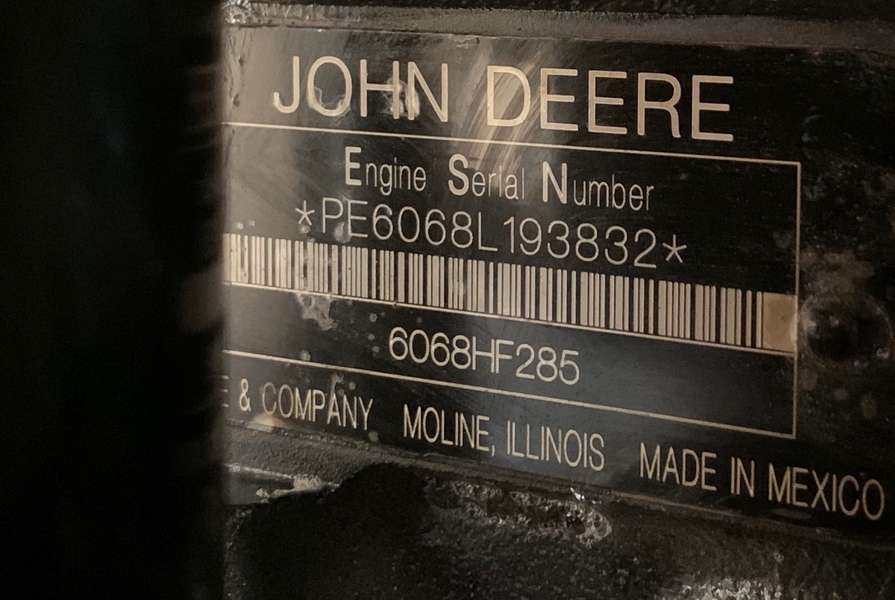 JOHN DEERE
Engine Serial Number
*PE6068L193832*
6068HF285
& COMPANY MOLINE, ILLINOIS MADE IN MEXICO